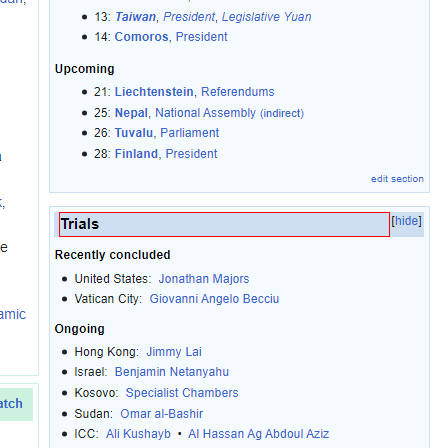 13: Taiwan, President, Legislative Yuan
14: Comoros, President
Upcoming
21: Liechtenstein, Referendums
25: Nepal, National Assembly (indirect)
26: Tuvalu, Parliament
28: Finland, President
edit section
Trials [hide]
Recently concluded
United States: Jonathan Majors
Vatican City: Giovanni Angelo Becciu
Ongoing
Hong Kong: Jimmy Lai
Israel: Benjamin Netanyahu
Kosovo: Specialist Chambers
Sudan: Omar al-Bashir
ICC: Ali Kushayb • Al Hassan Ag Abdoul Aziz